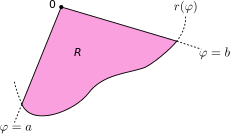 0
r(φ)
R
φ = b
φ = a